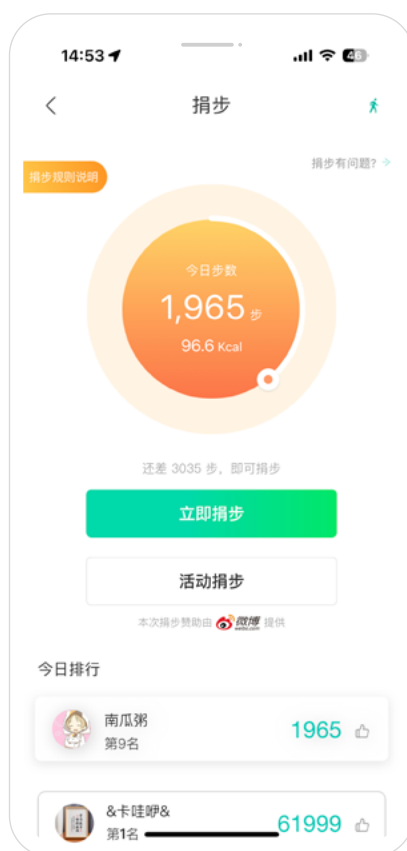 14:53
46
捐步
捐步有问题?
捐步规则说明
今日步数
1,965 步
96.6 Kcal
还差 3035 步，即可捐步
立即捐步
活动捐步
本次捐步赞助由 微博 weibo.com 提供
今日排行
南瓜粥
第9名
1965
&卡哇咿&
第1名
61999